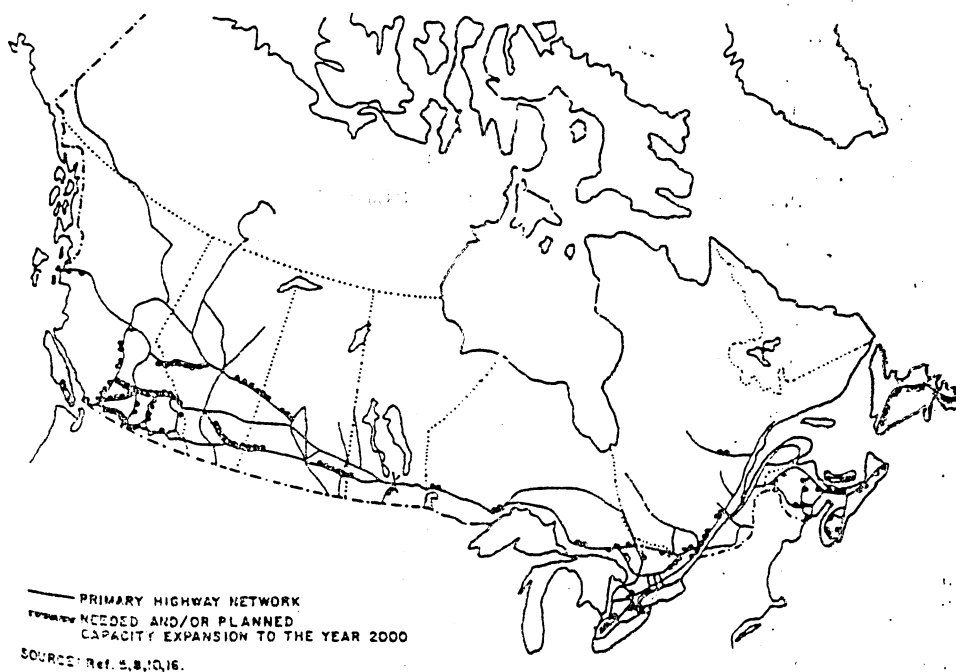 PRIMARY HIGHWAY NETWORK
NEEDED AND/OR PLANNED
CAPACITY EXPANSION TO THE YEAR 2000
SOURCE: Ref. 5,8,10,16.